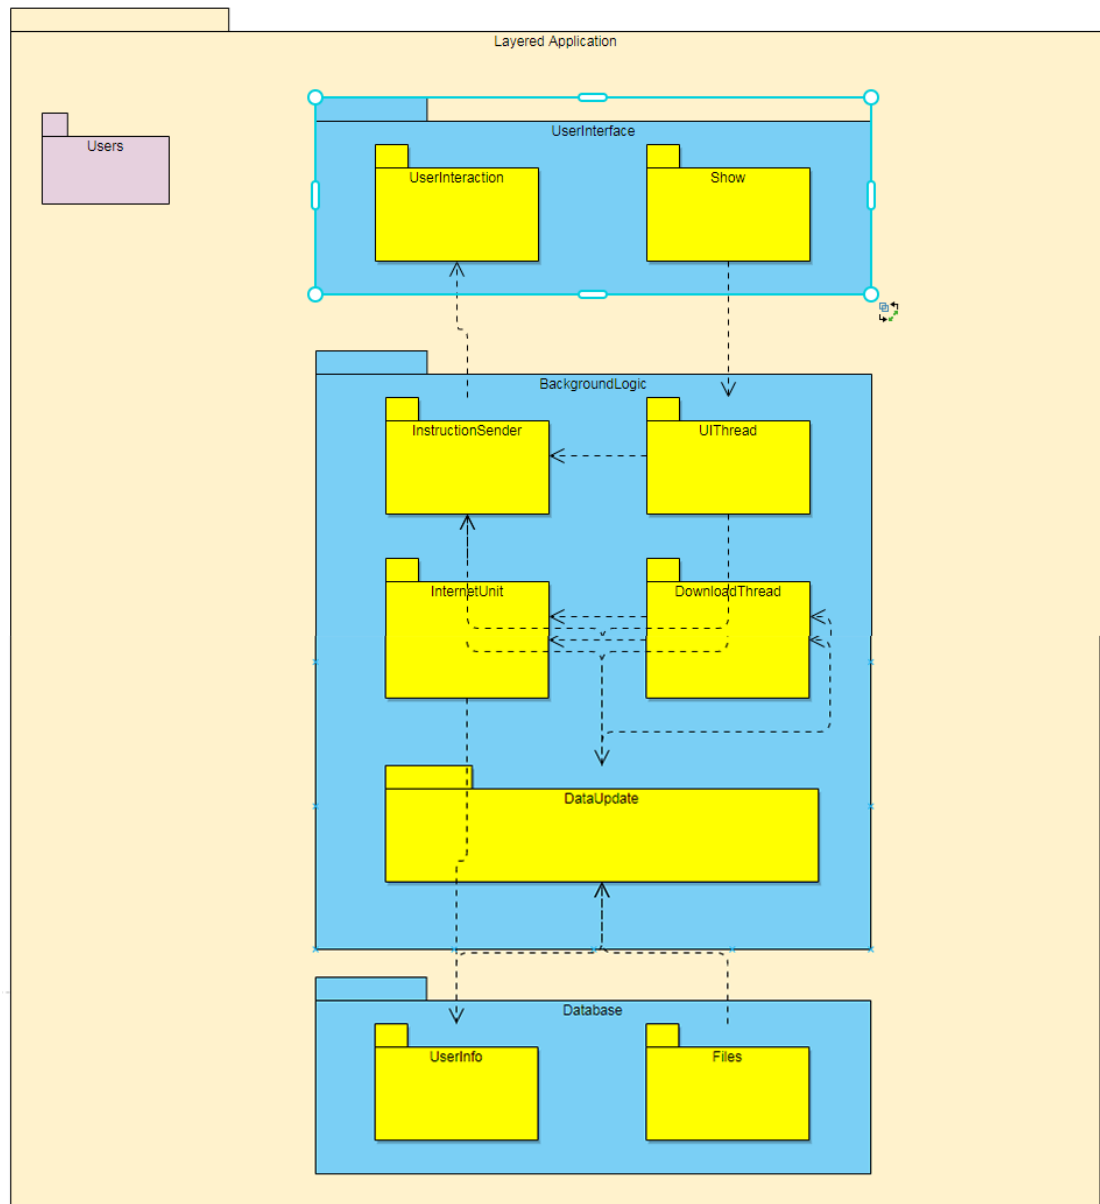 Layered Application
Users
UserInterface
UserInteraction
Show
BackgroundLogic
InstructionSender
UIThread
InternetUnit
DownloadThread
DataUpdate
Database
UserInfo
Files